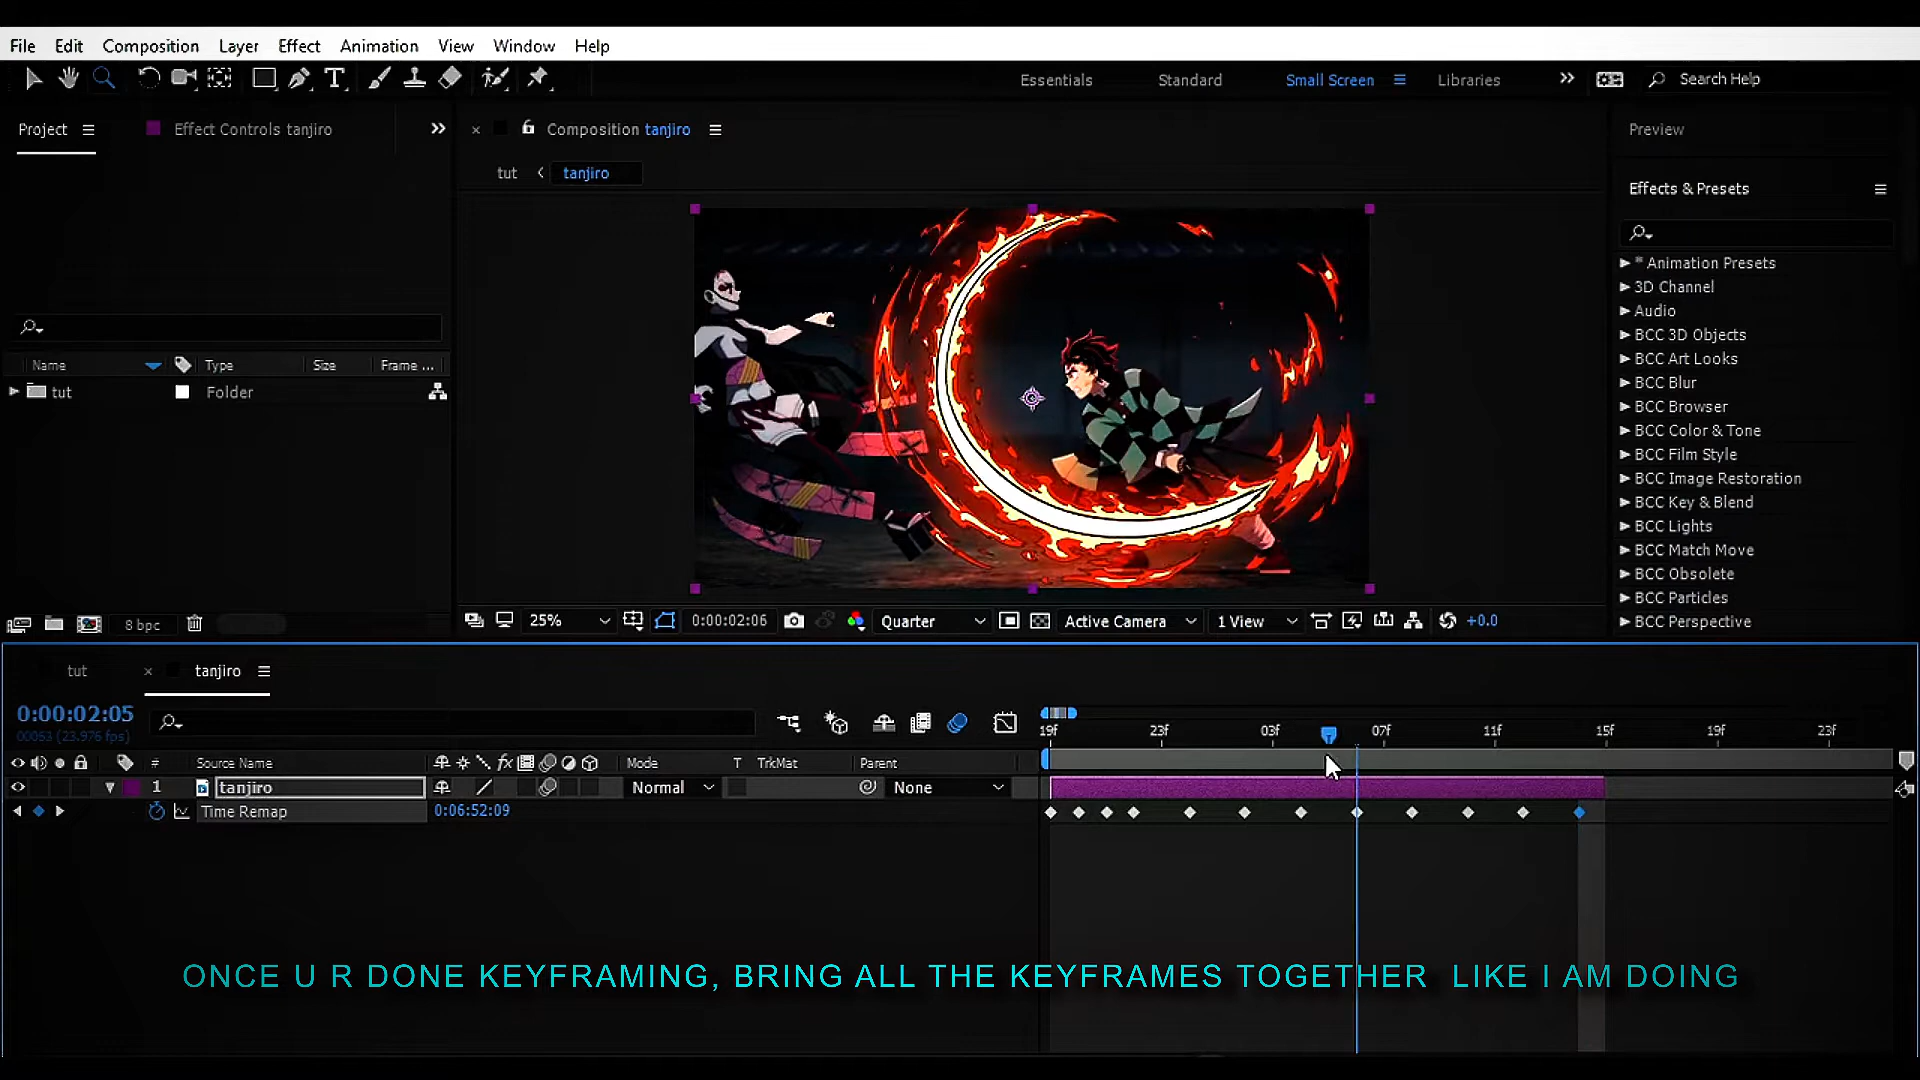 File Edit Composition Layer Effect Animation View Window Help
Essentials Standard Small Screen Libraries Search Help
Project Effect Controls tanjiro
Composition tanjiro
Preview
tut tanjiro
Effects & Presets
* Animation Presets
3D Channel
Audio
BCC 3D Objects
BCC Art Looks
BCC Blur
BCC Browser
BCC Color & Tone
BCC Film Style
BCC Image Restoration
BCC Key & Blend
BCC Lights
BCC Match Move
BCC Obsolete
BCC Particles
BCC Perspective
Name Type Size Frame ...
tut Folder
8 bpc
25% 0:00:02:06 Quarter Active Camera 1 View +0.0
tut tanjiro
0:00:02:05
00053 (23.976 fps)
19f 23f 03f 07f 11f 15f 19f 23f
# Source Name fx Mode T TrkMat Parent
1 tanjiro Normal None
Time Remap 0:06:52:09
ONCE U R DONE KEYFRAMING, BRING ALL THE KEYFRAMES TOGETHER LIKE I AM DOING